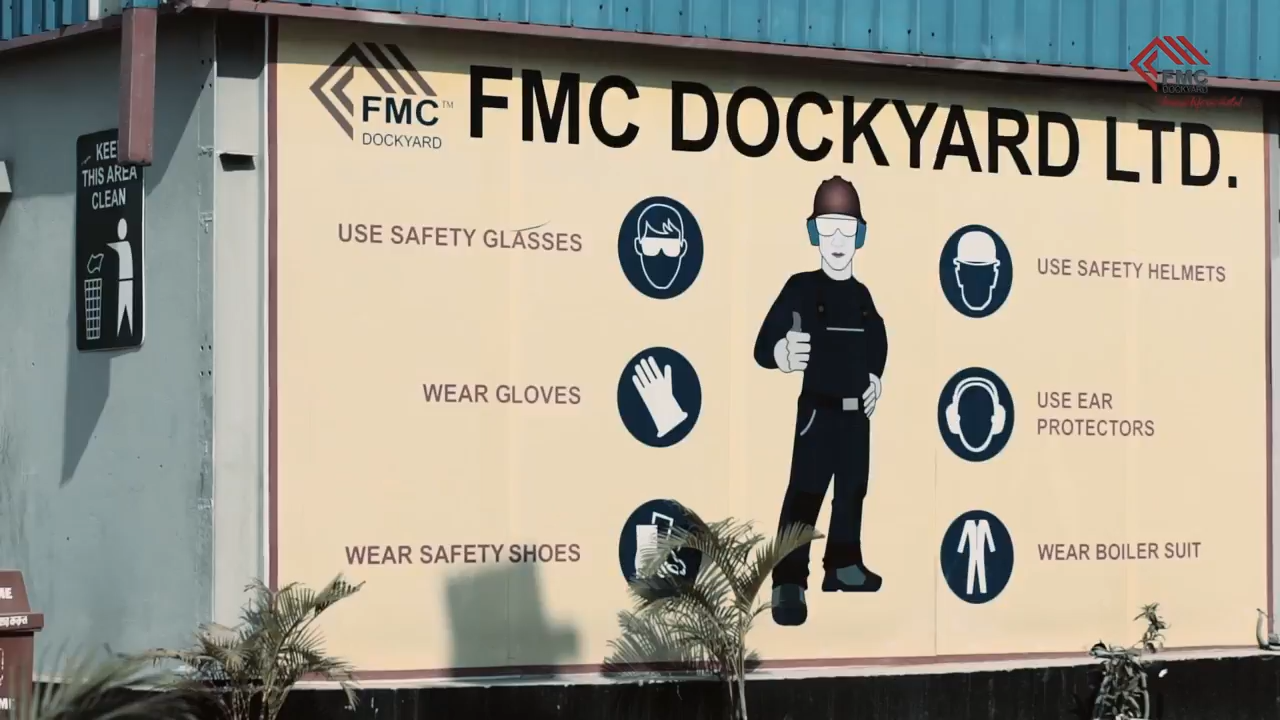 FMC™
DOCKYARD
FMC DOCKYARD LTD.
FMC
DOCKYARD
KEEP
THIS AREA
CLEAN
USE SAFETY GLASSES
USE SAFETY HELMETS
WEAR GLOVES
USE EAR
PROTECTORS
WEAR SAFETY SHOES
WEAR BOILER SUIT